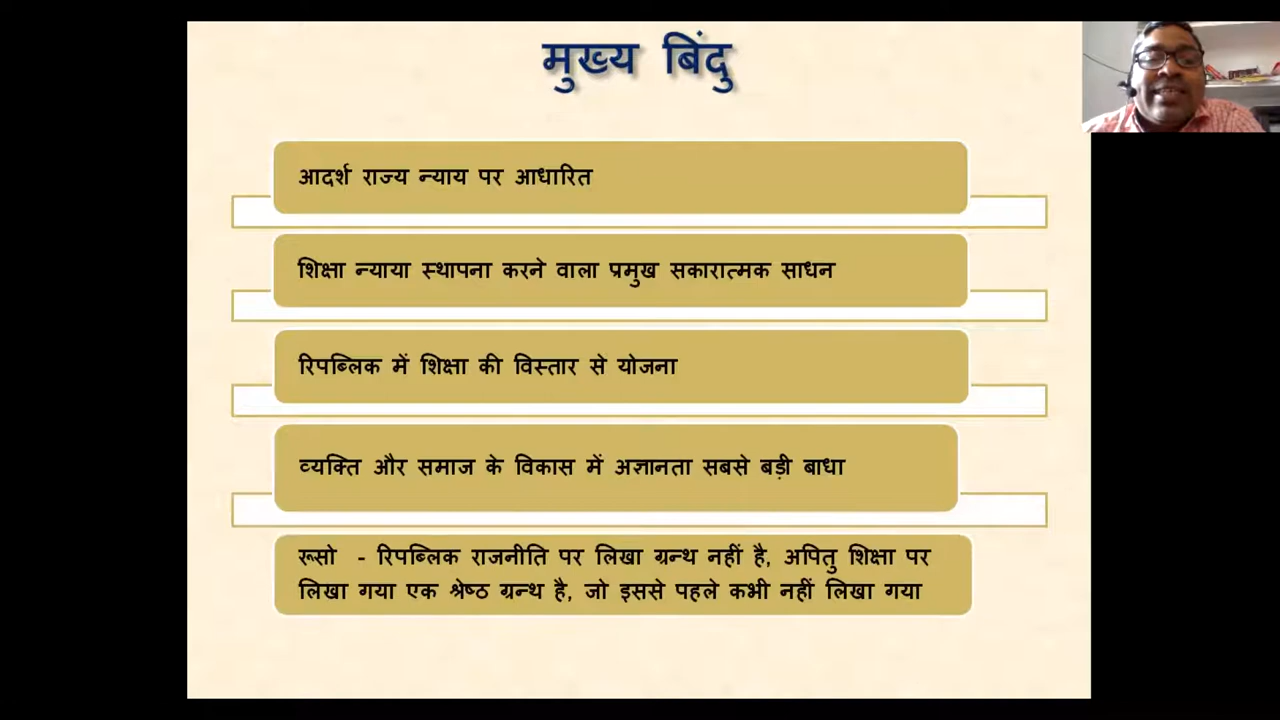 मुख्य बिंदु
आदर्श राज्य न्याय पर आधारित
शिक्षा न्याया स्थापना करने वाला प्रमुख सकारात्मक साधन
रिपब्लिक में शिक्षा की विस्तार से योजना
व्यक्ति और समाज के विकास में अज्ञानता सबसे बड़ी बाधा
रूसो - रिपब्लिक राजनीति पर लिखा ग्रन्थ नहीं है, अपितु शिक्षा पर
लिखा गया एक श्रेष्ठ ग्रन्थ है, जो इससे पहले कभी नहीं लिखा गया